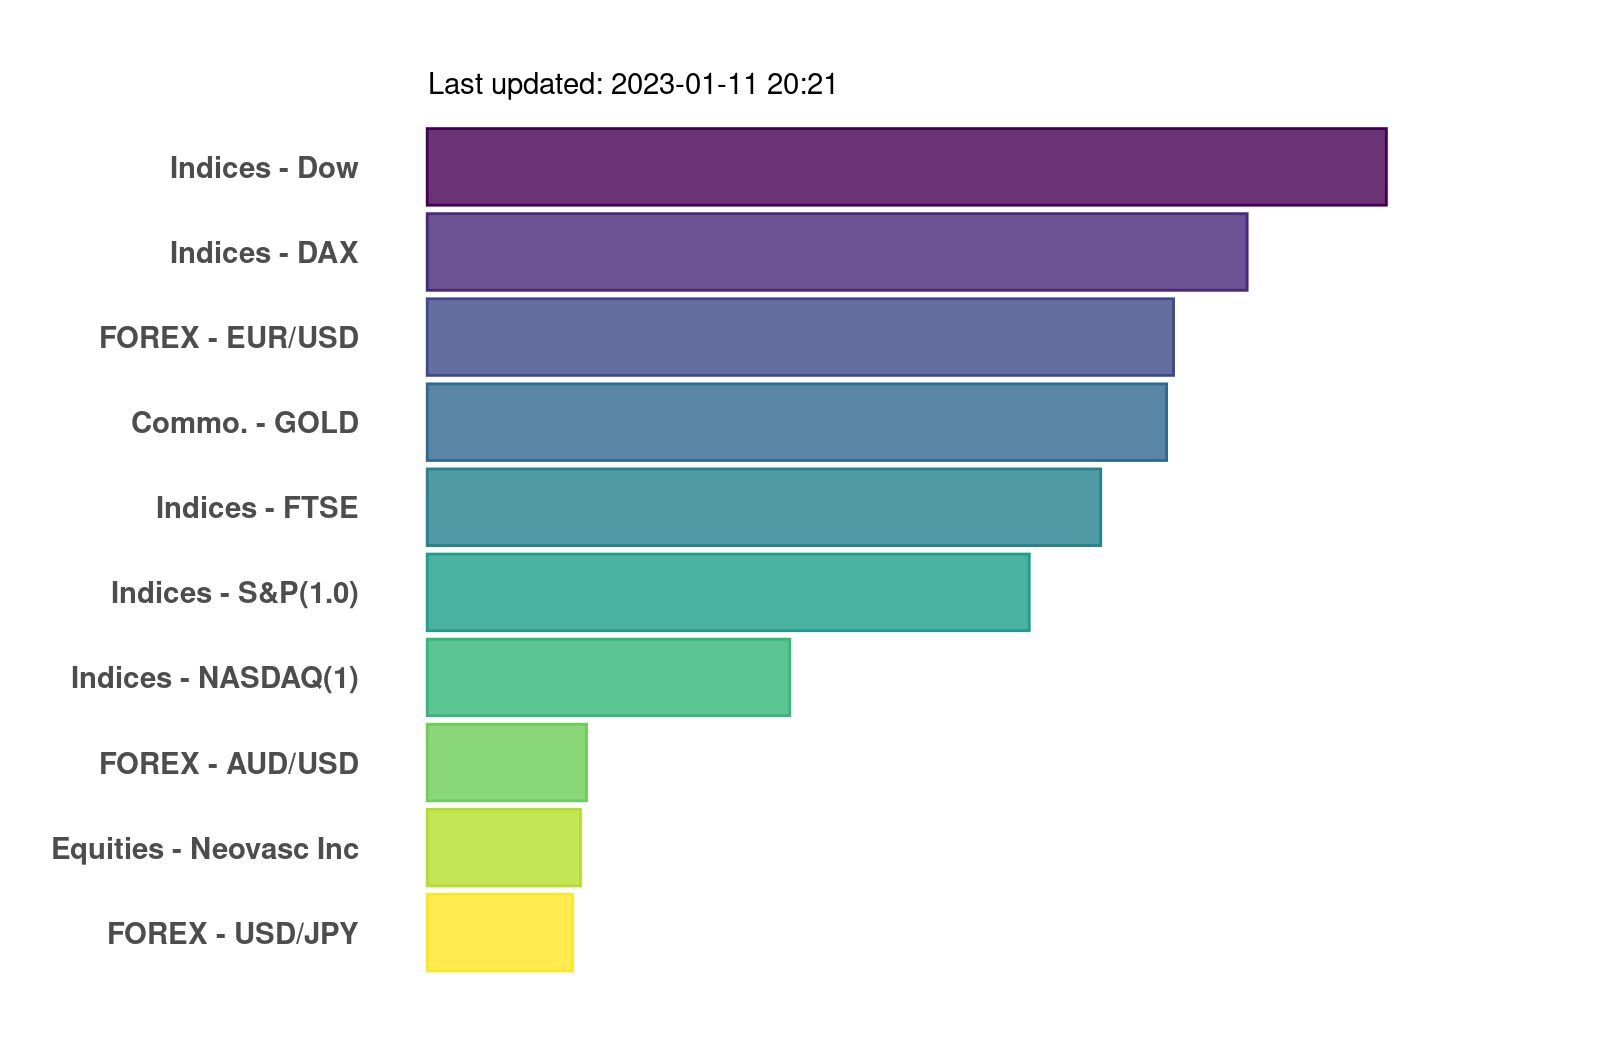 Last updated: 2023-01-11 20:21
Indices - Dow
Indices - DAX
FOREX - EUR/USD
Commo. - GOLD
Indices - FTSE
Indices - S&P(1.0)
Indices - NASDAQ(1)
FOREX - AUD/USD
Equities - Neovasc Inc
FOREX - USD/JPY